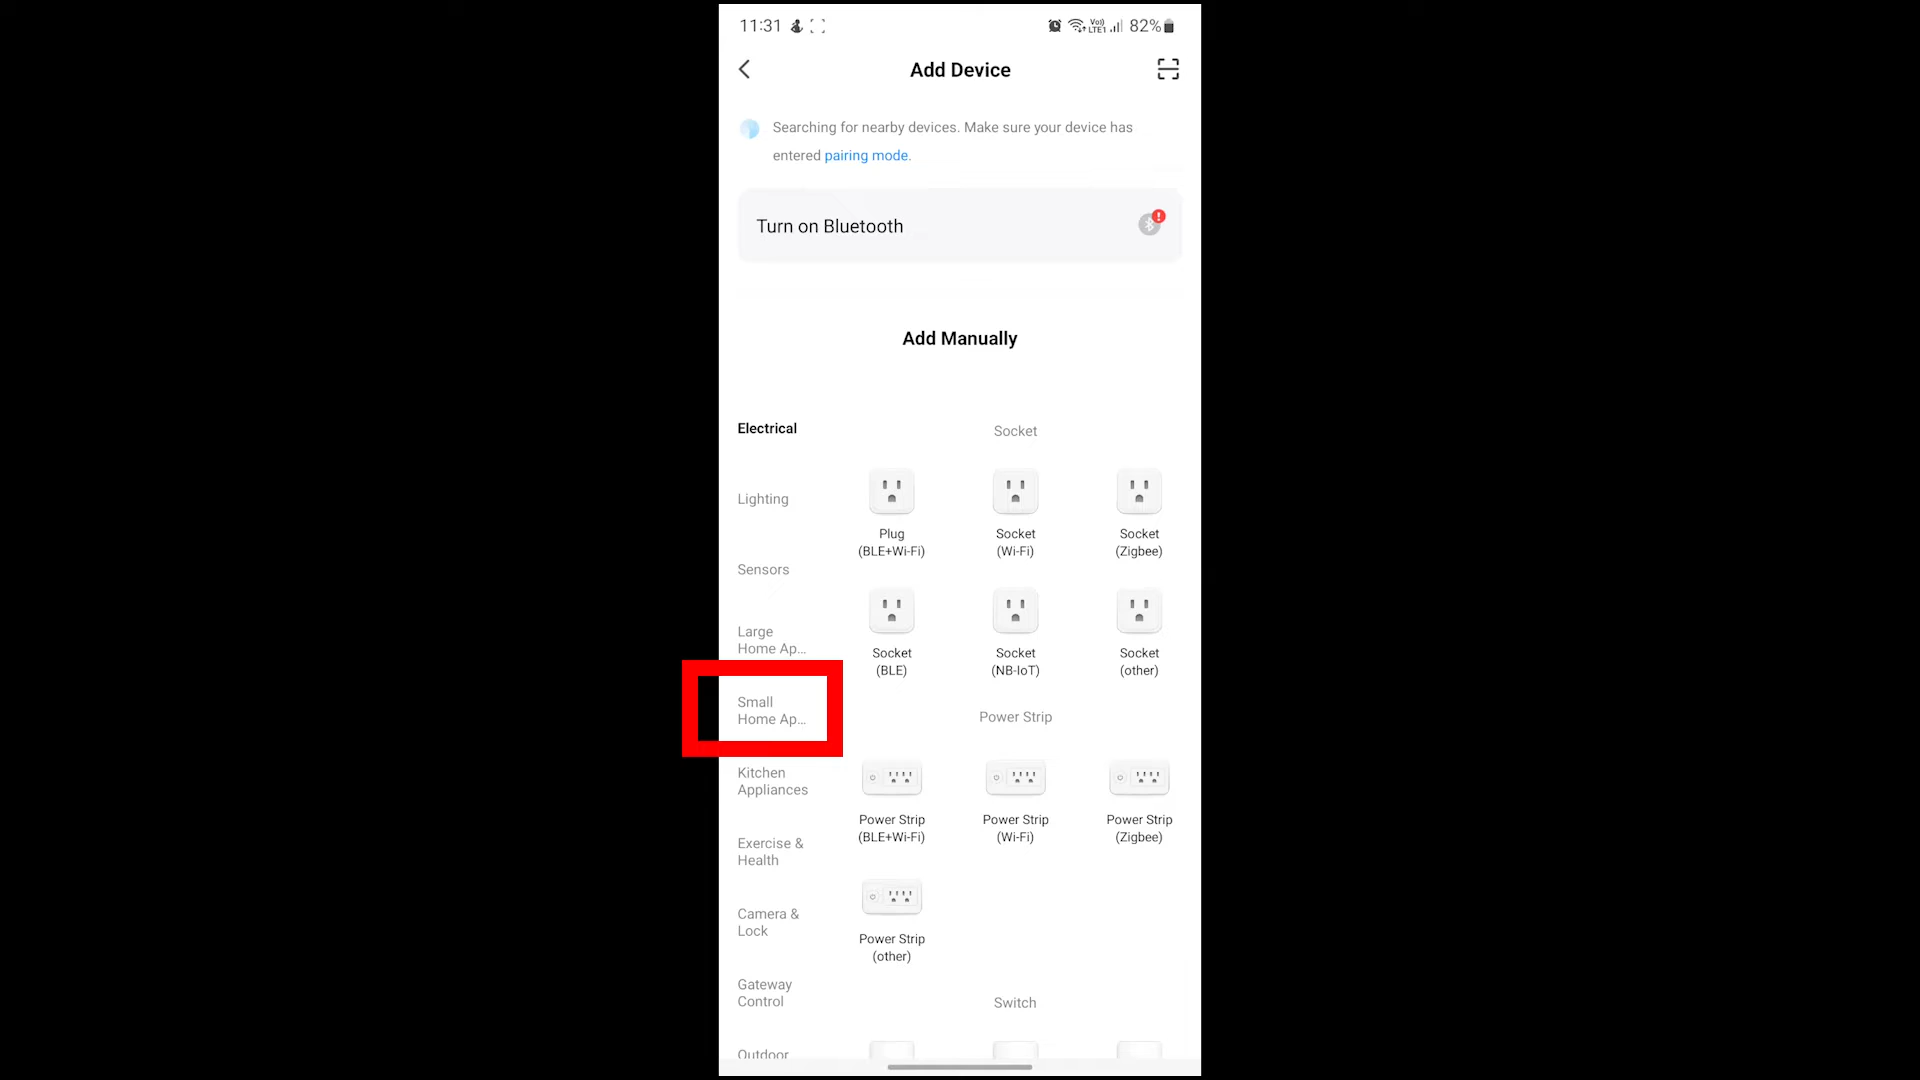 11:31
Vo))
LTE1
82%
Add Device
Searching for nearby devices. Make sure your device has
entered pairing mode.
Turn on Bluetooth
Add Manually
Electrical
Lighting
Sensors
Large
Home Ap...
Small
Home Ap...
Kitchen
Appliances
Exercise &
Health
Camera &
Lock
Gateway
Control
Outdoor
Socket
Plug
(BLE+Wi-Fi)
Socket
(Wi-Fi)
Socket
(Zigbee)
Socket
(BLE)
Socket
(NB-IoT)
Socket
(other)
Power Strip
Power Strip
(BLE+Wi-Fi)
Power Strip
(Wi-Fi)
Power Strip
(Zigbee)
Power Strip
(other)
Switch